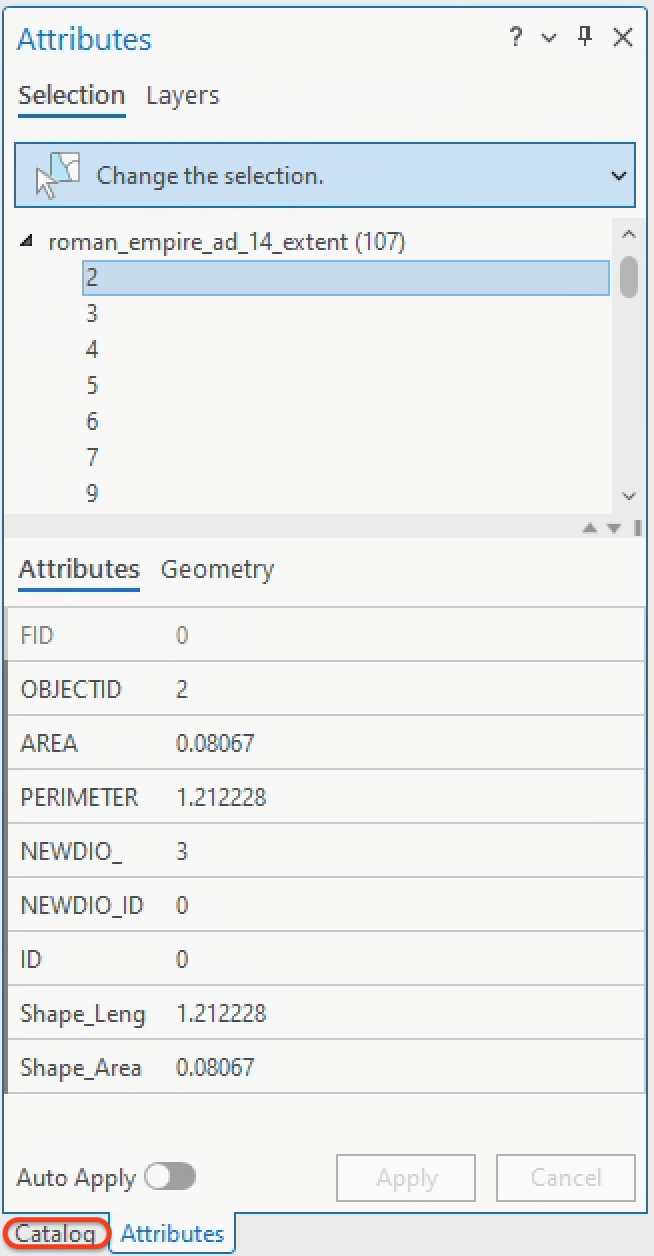 Attributes ?
Selection Layers
Change the selection.
roman_empire_ad_14_extent (107)
2
3
4
5
6
7
9
Attributes Geometry
FID 0
OBJECTID 2
AREA 0.08067
PERIMETER 1.212228
NEWDIO_ 3
NEWDIO_ID 0
ID 0
Shape_Leng 1.212228
Shape_Area 0.08067
Auto Apply Apply Cancel
Catalog Attributes